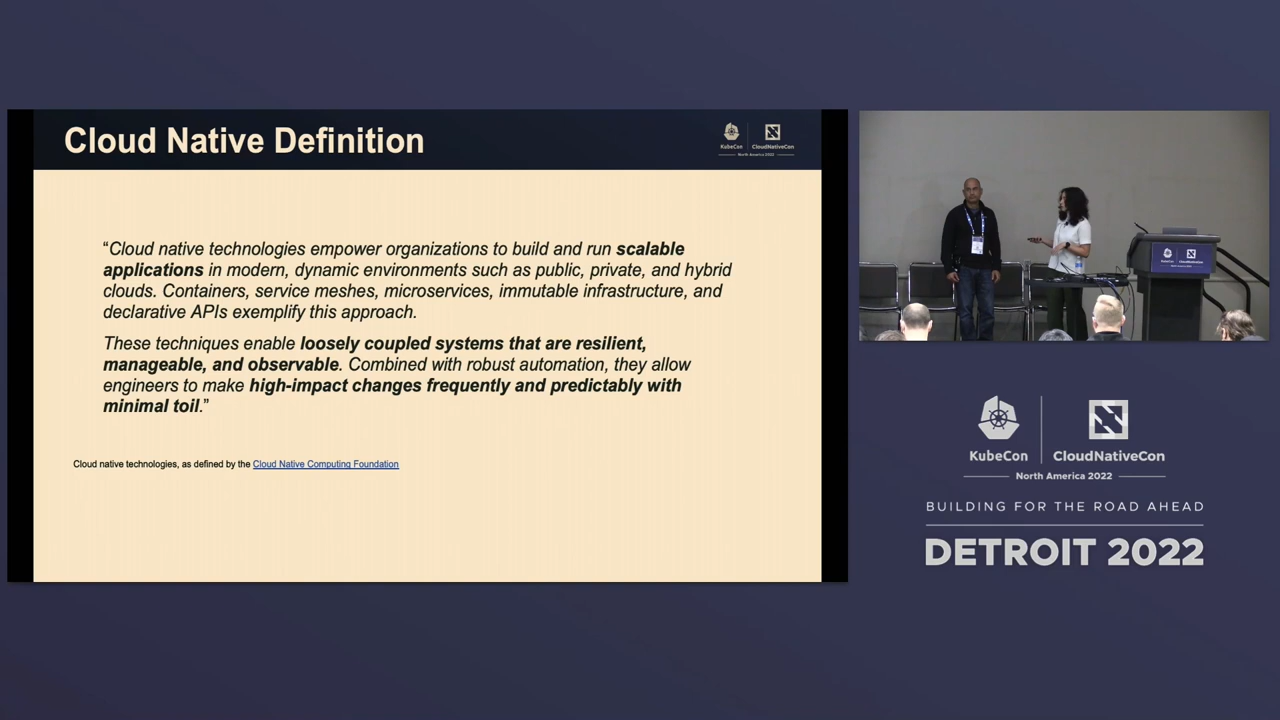 Cloud Native Definition
KubeCon
CloudNativeCon
North America 2022
“Cloud native technologies empower organizations to build and run scalable
applications in modern, dynamic environments such as public, private, and hybrid
clouds. Containers, service meshes, microservices, immutable infrastructure, and
declarative APIs exemplify this approach.
These techniques enable loosely coupled systems that are resilient,
manageable, and observable. Combined with robust automation, they allow
engineers to make high-impact changes frequently and predictably with
minimal toil.”
Cloud native technologies, as defined by the Cloud Native Computing Foundation
KubeCon
CloudNativeCon
North America 2022
BUILDING FOR THE ROAD AHEAD
DETROIT 2022